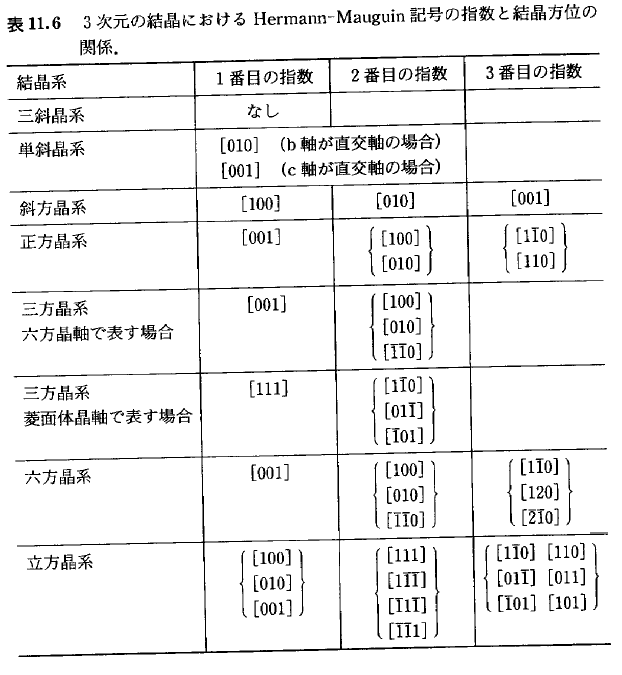 表11.6 3次元の結晶における Hermann-Mauguin 記号の指数と結晶方位の
関係.
結晶系 1番目の指数 2番目の指数 3番目の指数
三斜晶系 なし
単斜晶系 [010] (b軸が直交軸の場合)
[001] (c軸が直交軸の場合)
斜方晶系 [100] [010] [001]
正方晶系 [001] [100] [11̄0]
[010] [110]
三方晶系 [001] [100]
六方晶軸で表す場合 [010]
[1̄1̄0]
三方晶系 [111] [11̄0]
菱面体晶軸で表す場合 [011̄]
[1̄01]
六方晶系 [001] [100] [11̄0]
[010] [120]
[1̄1̄0] [2̄1̄0]
立方晶系 [100] [111] [11̄0] [110]
[010] [11̄1̄] [011̄] [011]
[001] [1̄11̄] [1̄01] [101]
[1̄1̄1]